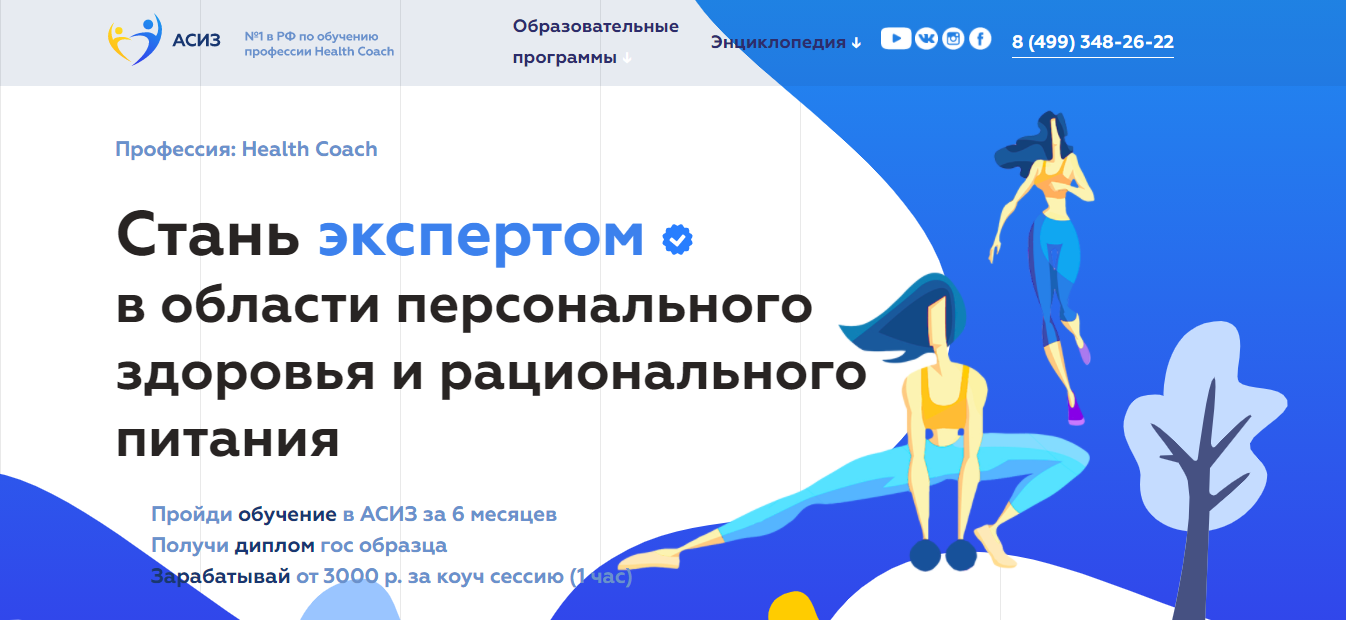 АСИЗ
№1 в РФ по обучению
профессии Health Coach
Образовательные
программы
Энциклопедия
8 (499) 348-26-22
Профессия: Health Coach
Стань экспертом
в области персонального
здоровья и рационального
питания
Пройди обучение в АСИЗ за 6 месяцев
Получи диплом гос образца
Зарабатывай от 3000 р. за коуч сессию (1 час)